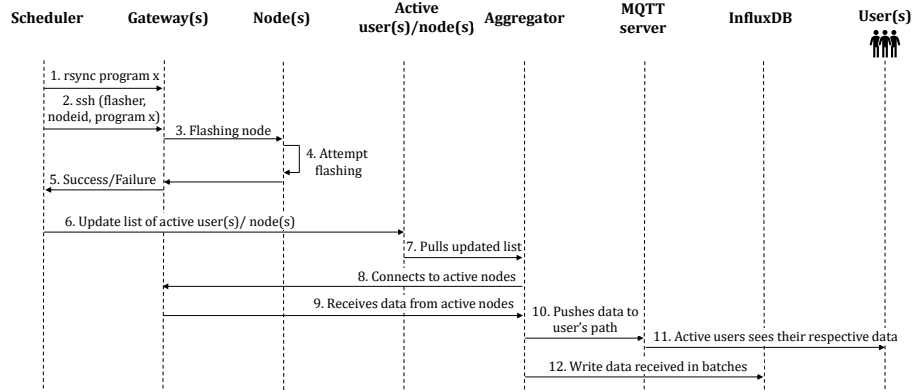 Scheduler
Gateway(s)
Node(s)
Active
user(s)/node(s)
Aggregator
MQTT
server
InfluxDB
User(s)
1. rsync program x
2. ssh (flasher,
nodeid, program x)
3. Flashing node
4. Attempt
flashing
5. Success/Failure
6. Update list of active user(s)/ node(s)
7. Pulls updated list
8. Connects to active nodes
9. Receives data from active nodes
10. Pushes data to
user's path
11. Active users sees their respective data
12. Write data received in batches